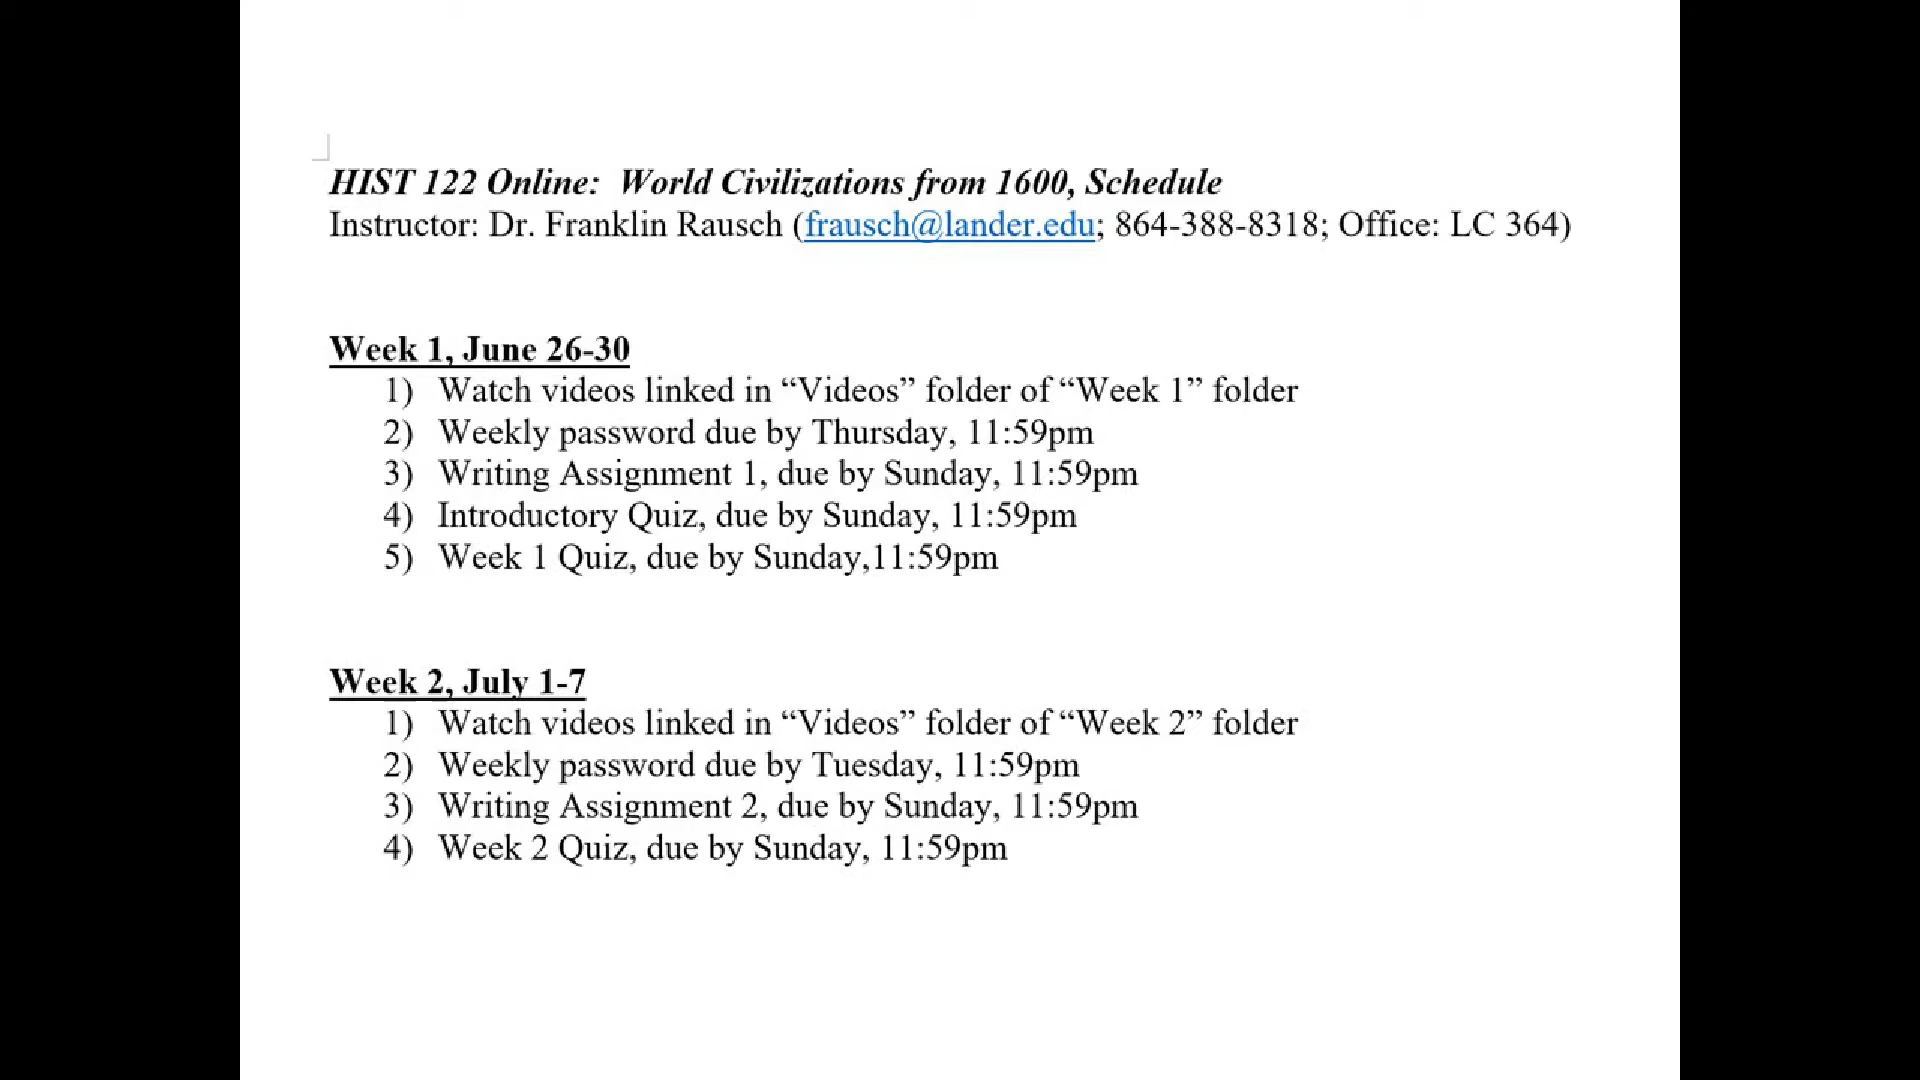 HIST 122 Online:  World Civilizations from 1600, Schedule
Instructor: Dr. Franklin Rausch (frausch@lander.edu; 864-388-8318; Office: LC 364)
Week 1, June 26-30
1) Watch videos linked in “Videos” folder of “Week 1” folder
2) Weekly password due by Thursday, 11:59pm
3) Writing Assignment 1, due by Sunday, 11:59pm
4) Introductory Quiz, due by Sunday, 11:59pm
5) Week 1 Quiz, due by Sunday,11:59pm
Week 2, July 1-7
1) Watch videos linked in “Videos” folder of “Week 2” folder
2) Weekly password due by Tuesday, 11:59pm
3) Writing Assignment 2, due by Sunday, 11:59pm
4) Week 2 Quiz, due by Sunday, 11:59pm